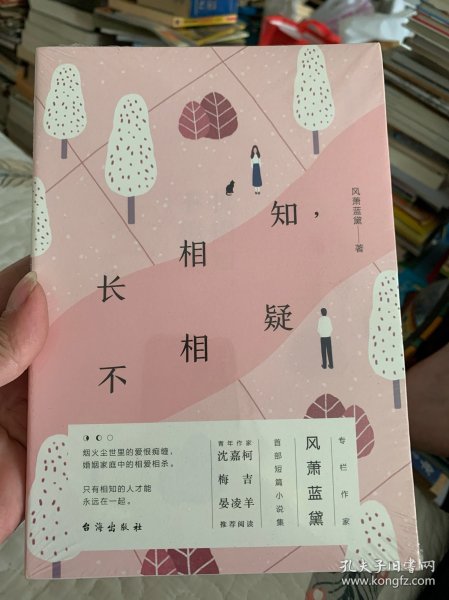 长相知，
不相疑
风萧蓝黛——著
烟火尘世里的爱恨痴缠，
婚姻家庭中的相爱相杀。
只有相知的人才能
永远在一起。
台海出版社
青年作家
沈嘉柯
梅吉
晏凌羊
推荐阅读
专栏作家
风萧蓝黛
首部短篇小说集
孔夫子旧书网
www.kongfz.com